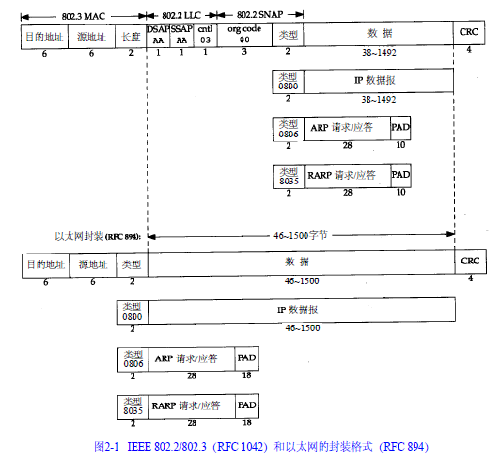 802.3 MAC 802.2 LLC 802.2 SNAP
目的地址 源地址 长度 DSAP AA SSAP AA cntl 03 org code 00 类型 数 据 CRC
6 6 2 1 1 1 3 2 38~1492 4
类型 0800 IP 数据报
2 38~1492
类型 0806 ARP 请求/应答 PAD
2 28 10
类型 8035 RARP 请求/应答 PAD
2 28 10
以太网封装(RFC 894): 46~1500字节
目的地址 源地址 类型 数 据 CRC
6 6 2 46~1500 4
类型 0800 IP 数据报
2 46~1500
类型 0806 ARP 请求/应答 PAD
2 28 18
类型 8035 RARP 请求/应答 PAD
2 28 18
图2-1 IEEE 802.2/802.3（RFC 1042）和以太网的封装格式（RFC 894）